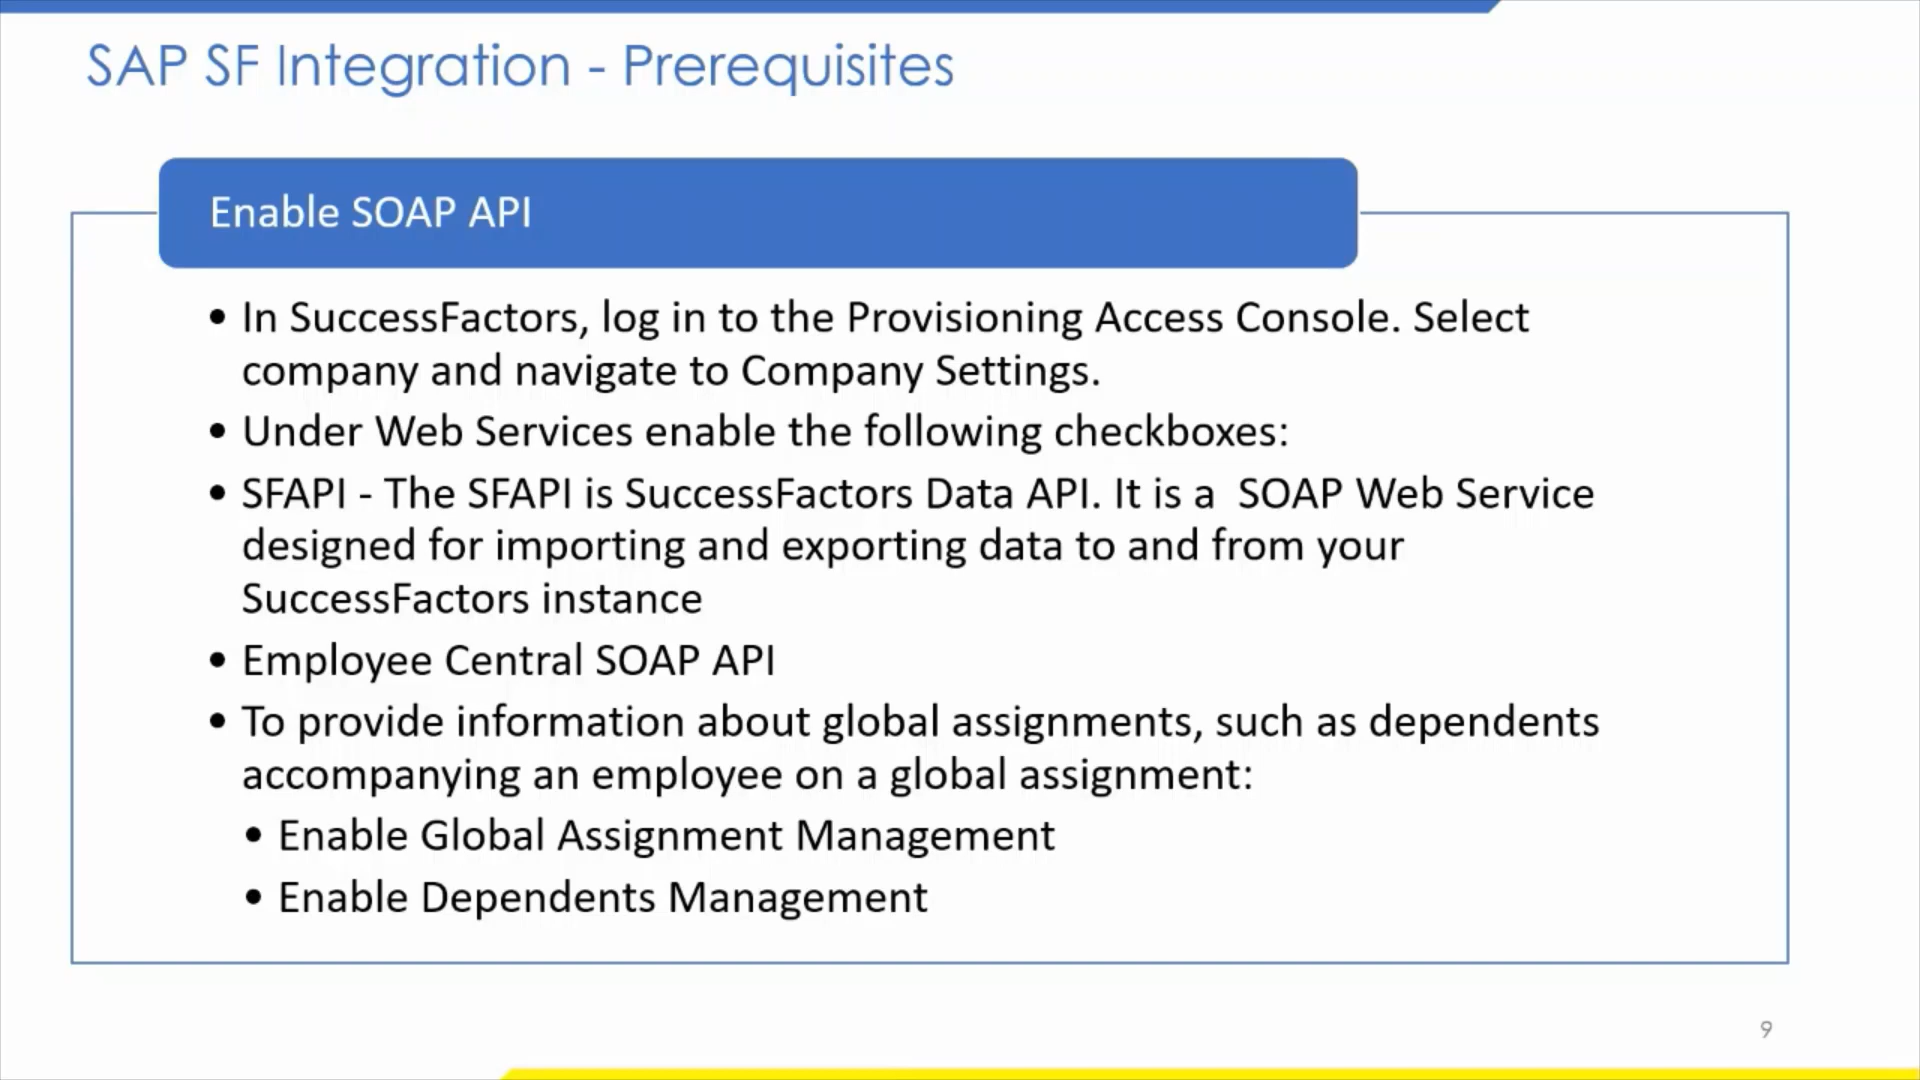 SAP SF Integration - Prerequisites
Enable SOAP API
• In SuccessFactors, log in to the Provisioning Access Console. Select
company and navigate to Company Settings.
• Under Web Services enable the following checkboxes:
• SFAPI - The SFAPI is SuccessFactors Data API. It is a  SOAP Web Service
designed for importing and exporting data to and from your
SuccessFactors instance
• Employee Central SOAP API
• To provide information about global assignments, such as dependents
accompanying an employee on a global assignment:
• Enable Global Assignment Management
• Enable Dependents Management
9